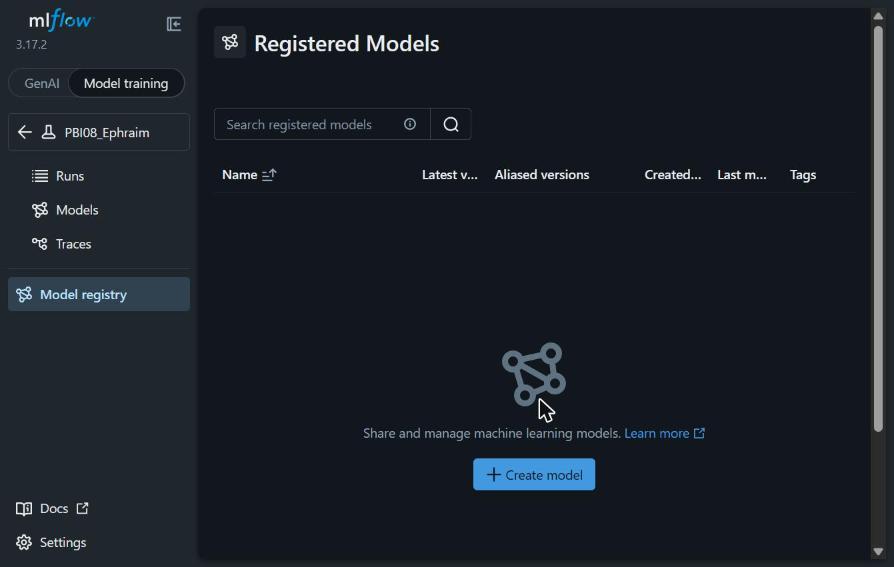 mlflow
3.17.2
GenAI
Model training
PBI08_Ephraim
Runs
Models
Traces
Model registry
Docs
Settings
Registered Models
Search registered models
Name Latest v... Aliased versions Created... Last m... Tags
Share and manage machine learning models. Learn more
Create model